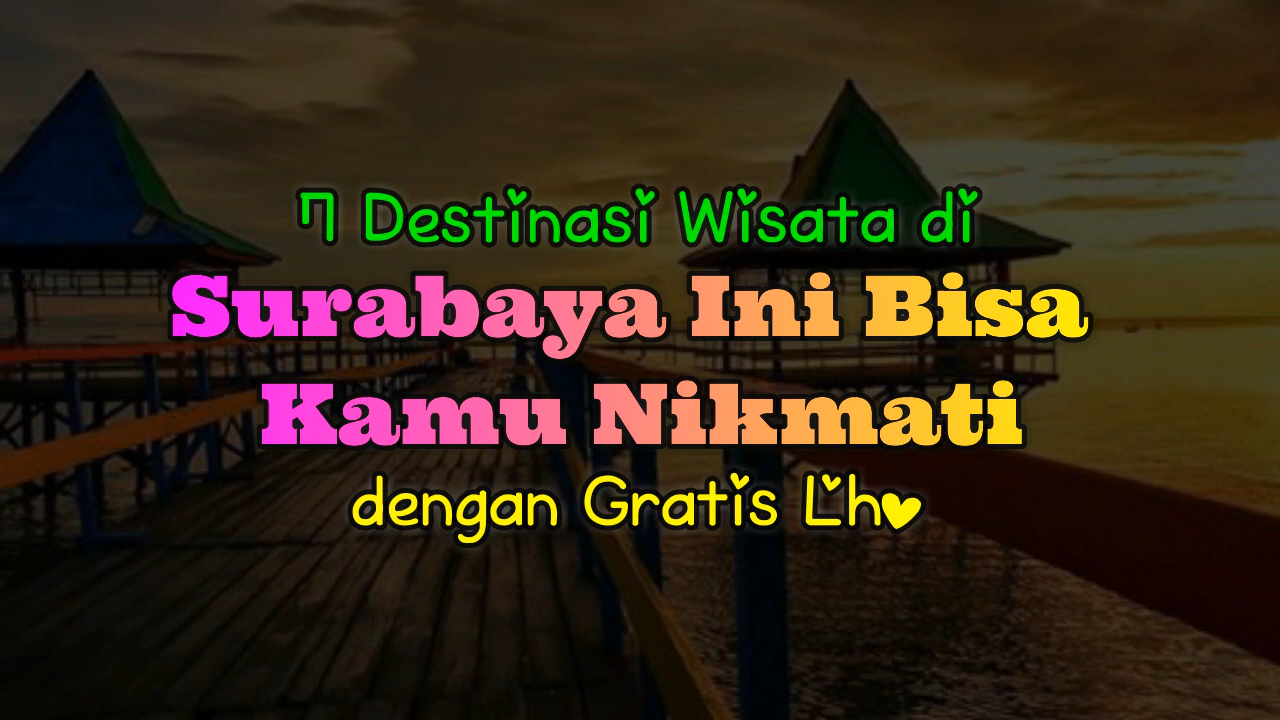 7 Destinasi Wisata di
Surabaya Ini Bisa
Kamu Nikmati
dengan Gratis Lho